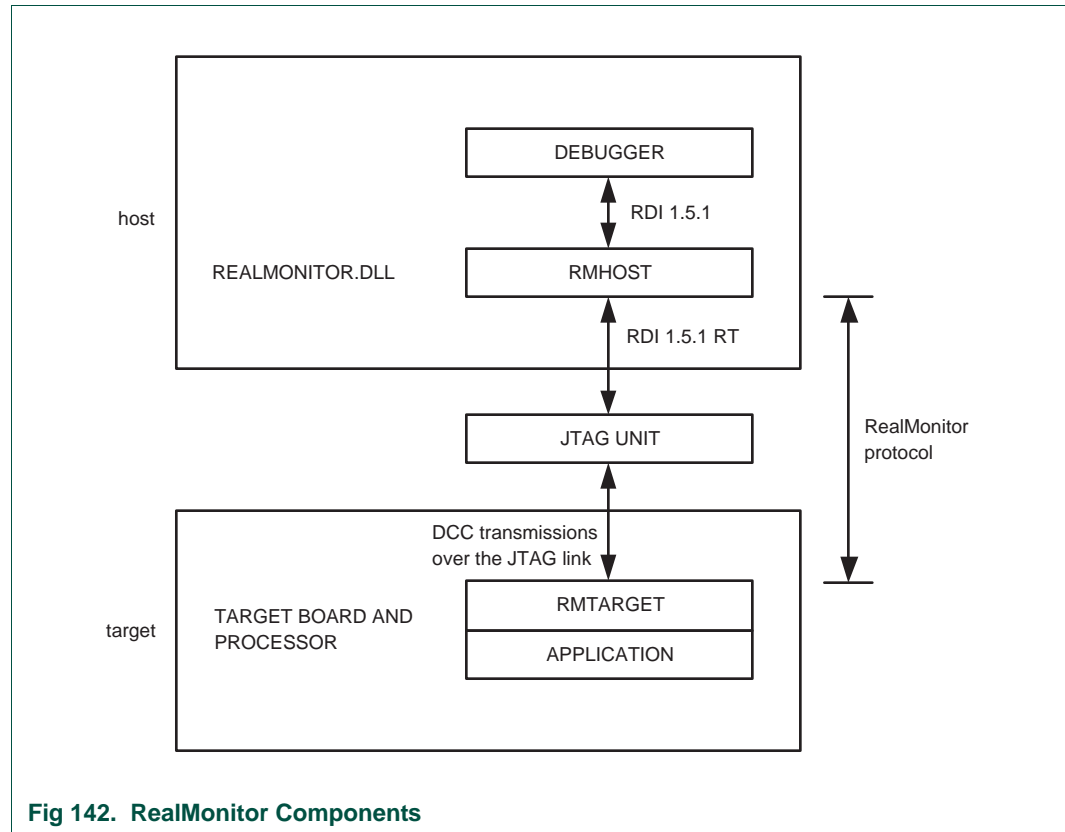 DEBUGGER
RDI 1.5.1
host
REALMONITOR.DLL
RMHOST
RDI 1.5.1 RT
JTAG UNIT
RealMonitor
protocol
DCC transmissions
over the JTAG link
target
TARGET BOARD AND
PROCESSOR
RMTARGET
APPLICATION
Fig 142. RealMonitor Components